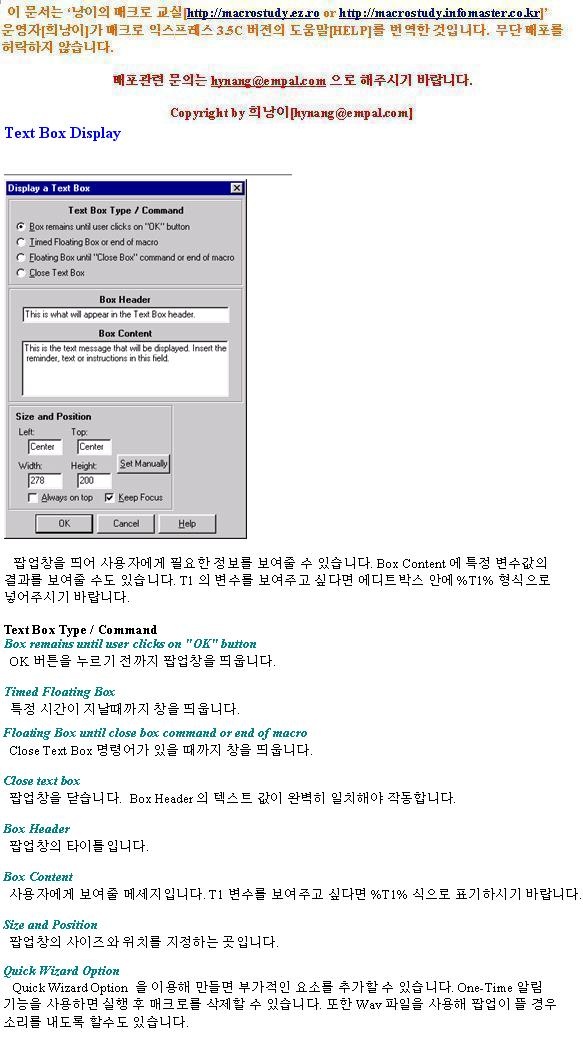 이 문서는 '낭이의 매크로 교실[http://macrostudy.ez.ro or http://macrostudy.infomaster.co.kr]'
운영자[희낭이]가 매크로 익스프레스 3.5C 버젼의 도움말[HELP]를 번역한 것입니다. 무단 배포를
허락하지 않습니다.
배포관련 문의는 hynang@empal.com 으로 해주시기 바랍니다.
Copyright by 희낭이[hynang@empal.com]
Text Box Display
Display a Text Box
Text Box Type / Command
Box remains until user clicks on "OK" button
Timed Floating Box or end of macro
Floating Box until "Close Box" command or end of macro
Close Text Box
Box Header
This is what will appear in the Text Box header.
Box Content
This is the text message that will be displayed. Insert the
reminder, text or instructions in this field.
Size and Position
Left: Top:
Center Center
Width: Height: Set Manually
278 200
Always on top Keep Focus
OK Cancel Help
팝업창을 띄어 사용자에게 필요한 정보를 보여줄 수 있습니다. Box Content 에 특정 변수값의
결과를 보여줄 수도 있습니다. T1 의 변수를 보여주고 싶다면 에디트박스 안에 %T1% 형식으로
넣어주시기 바랍니다.
Text Box Type / Command
Box remains until user clicks on "OK" button
OK 버튼을 누르기 전까지 팝업창을 띄웁니다.
Timed Floating Box
특정 시간이 지날때까지 창을 띄웁니다.
Floating Box until close box command or end of macro
Close Text Box 명령어가 있을 때까지 창을 띄웁니다.
Close text box
팝업창을 닫습니다. Box Header 의 텍스트 값이 완벽히 일치해야 작동합니다.
Box Header
팝업창의 타이틀입니다.
Box Content
사용자에게 보여줄 메세지입니다. T1 변수를 보여주고 싶다면 %T1% 식으로 표기하시기 바랍니다.
Size and Position
팝업창의 사이즈와 위치를 지정하는 곳입니다.
Quick Wizard Option
Quick Wizard Option 을 이용해 만들면 부가적인 요소를 추가할 수 있습니다. One-Time 알림
기능을 사용하면 실행 후 매크로를 삭제할 수 있습니다. 또한 Wav 파일을 사용해 팝업이 뜰 경우
소리를 내도록 할수도 있습니다.